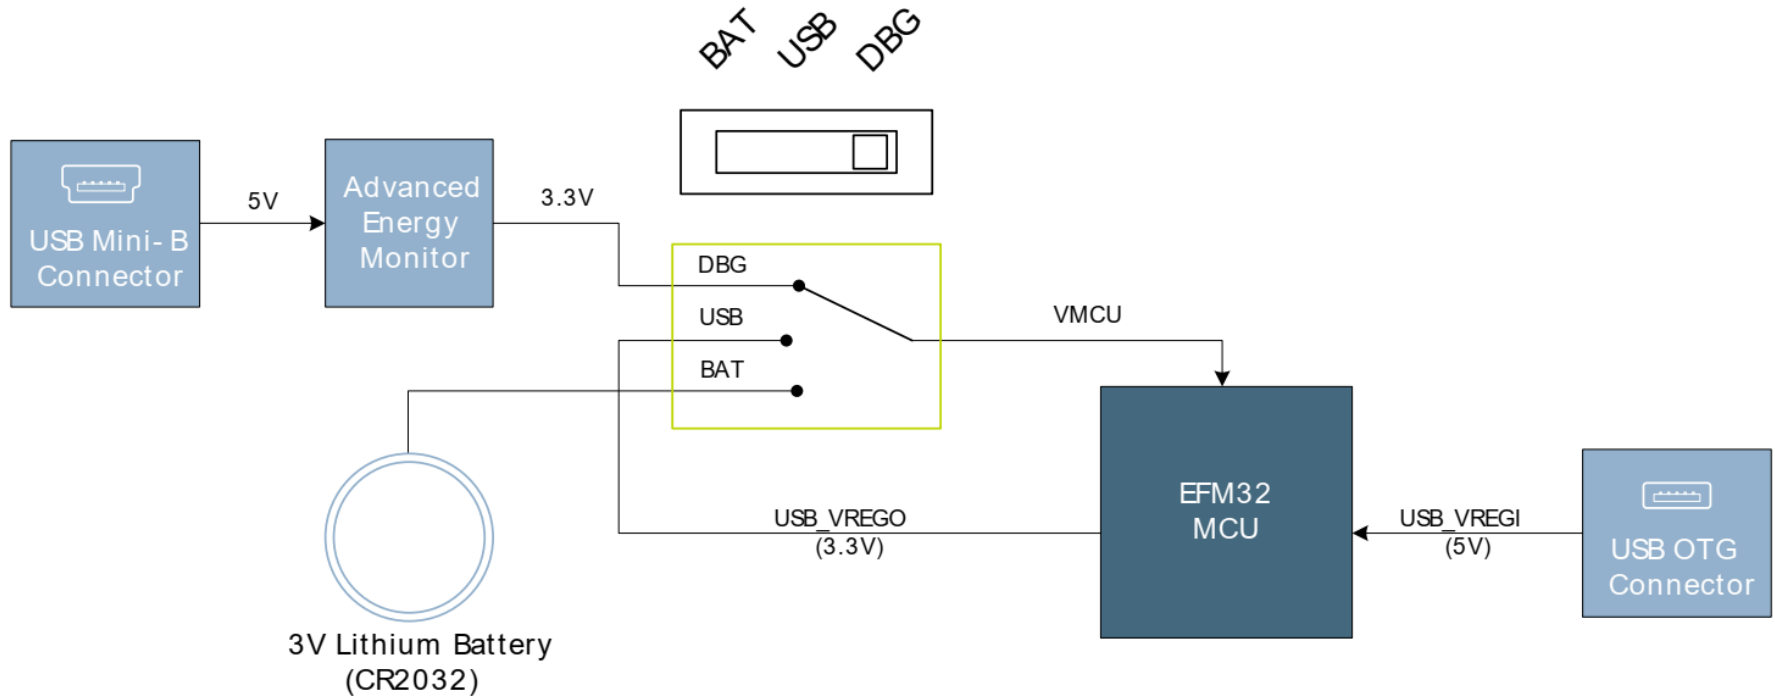 BAT
USB
DBG
USB Mini-B
Connector
5V
Advanced
Energy
Monitor
3.3V
DBG
USB
BAT
VMCU
EFM32
MCU
USB_VREGO
(3.3V)
USB_VREGI
(5V)
USB OTG
Connector
3V Lithium Battery
(CR2032)